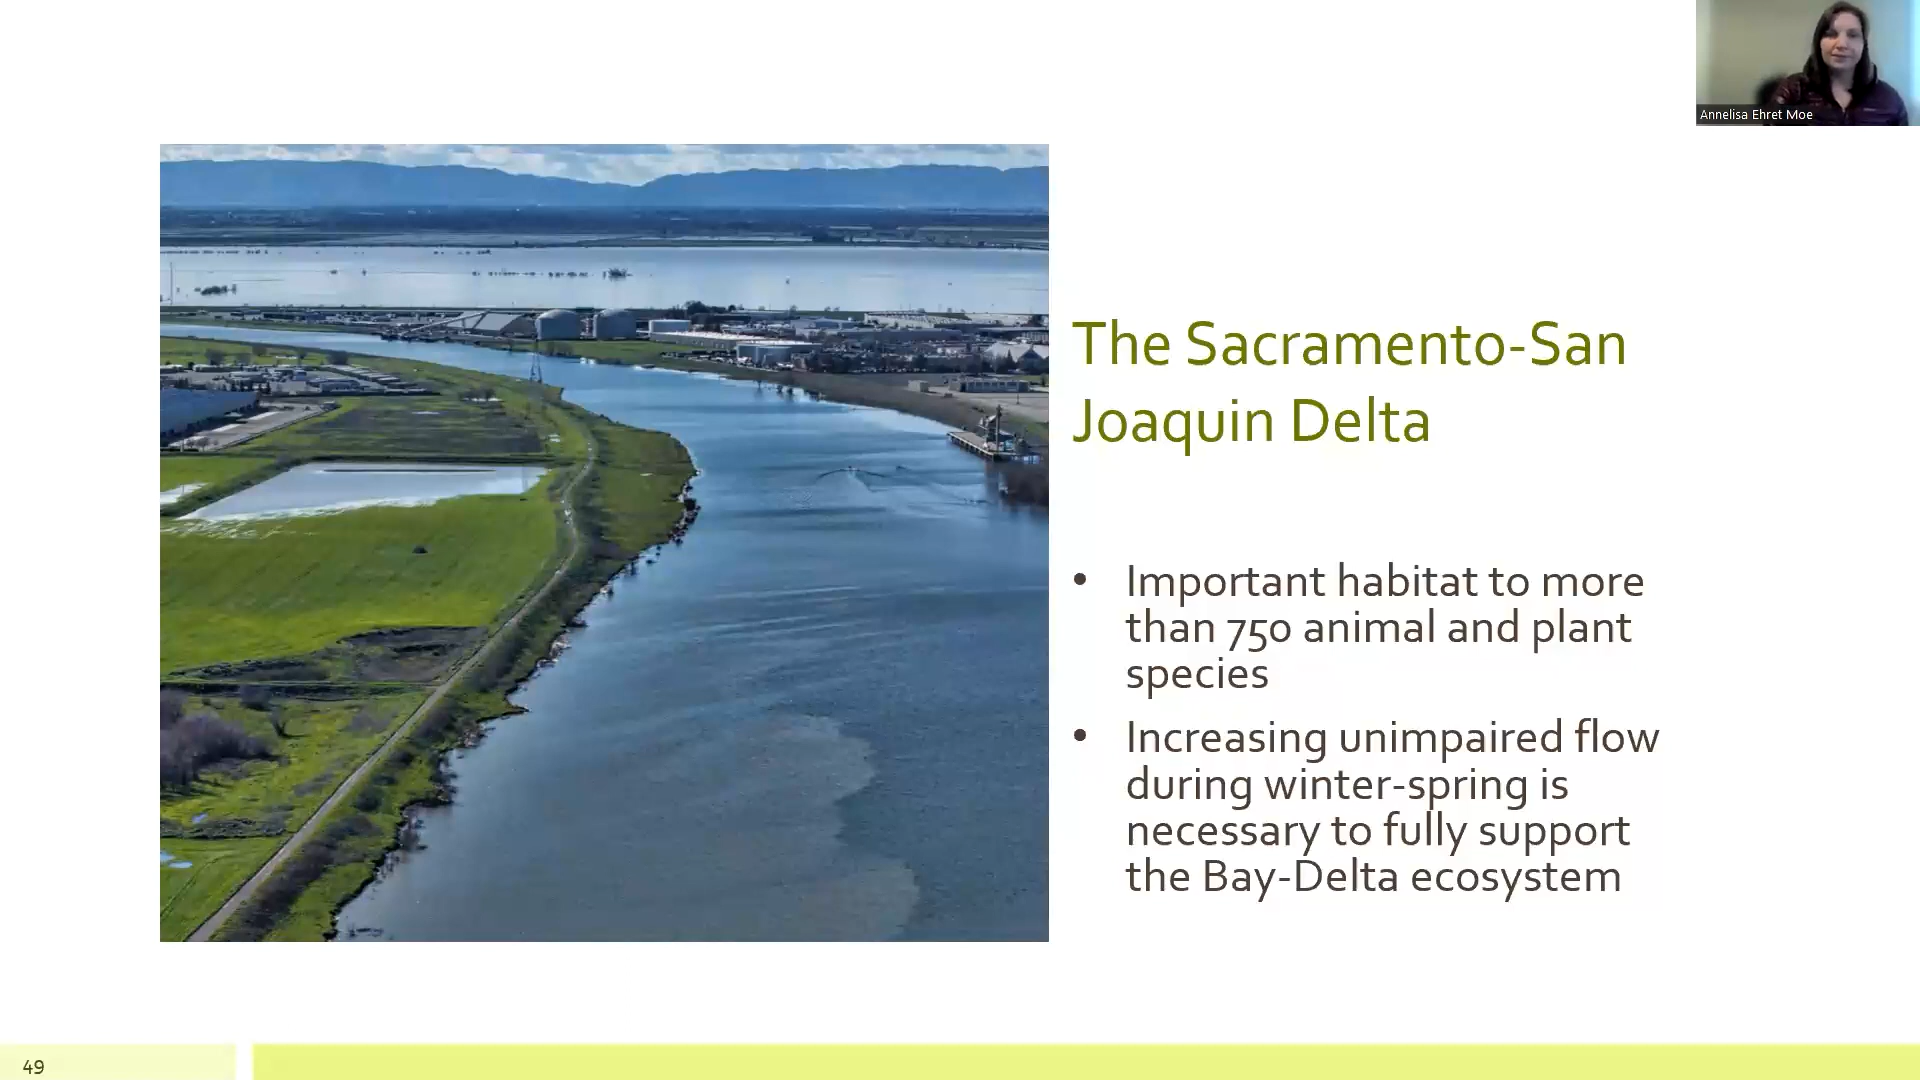 Annelisa Ehret Moe
The Sacramento-San
Joaquin Delta
• Important habitat to more
than 750 animal and plant
species
• Increasing unimpaired flow
during winter-spring is
necessary to fully support
the Bay-Delta ecosystem
49